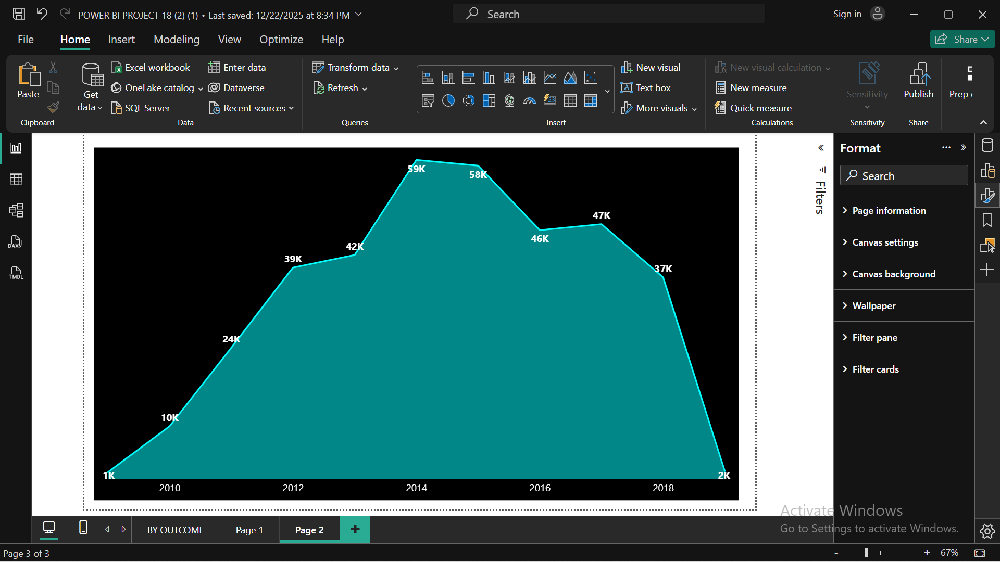 POWER BI PROJECT 18 (2) (1) • Last saved: 12/22/2025 at 8:34 PM
Search
Sign in
File
Home
Insert
Modeling
View
Optimize
Help
Share
Paste
Clipboard
Get data
Excel workbook
OneLake catalog
SQL Server
Enter data
Dataverse
Recent sources
Data
Transform data
Refresh
Queries
Insert
New visual
Text box
More visuals
New visual calculation
New measure
Quick measure
Calculations
Sensitivity
Sensitivity
Publish
Share
Prep
DAX
TMDL
59K
58K
47K
46K
42K
39K
37K
24K
10K
1K
2K
2010
2012
2014
2016
2018
Filters
Format
Search
Page information
Canvas settings
Canvas background
Wallpaper
Filter pane
Filter cards
Activate Windows
Go to Settings to activate Windows.
BY OUTCOME
Page 1
Page 2
Page 3 of 3
67%